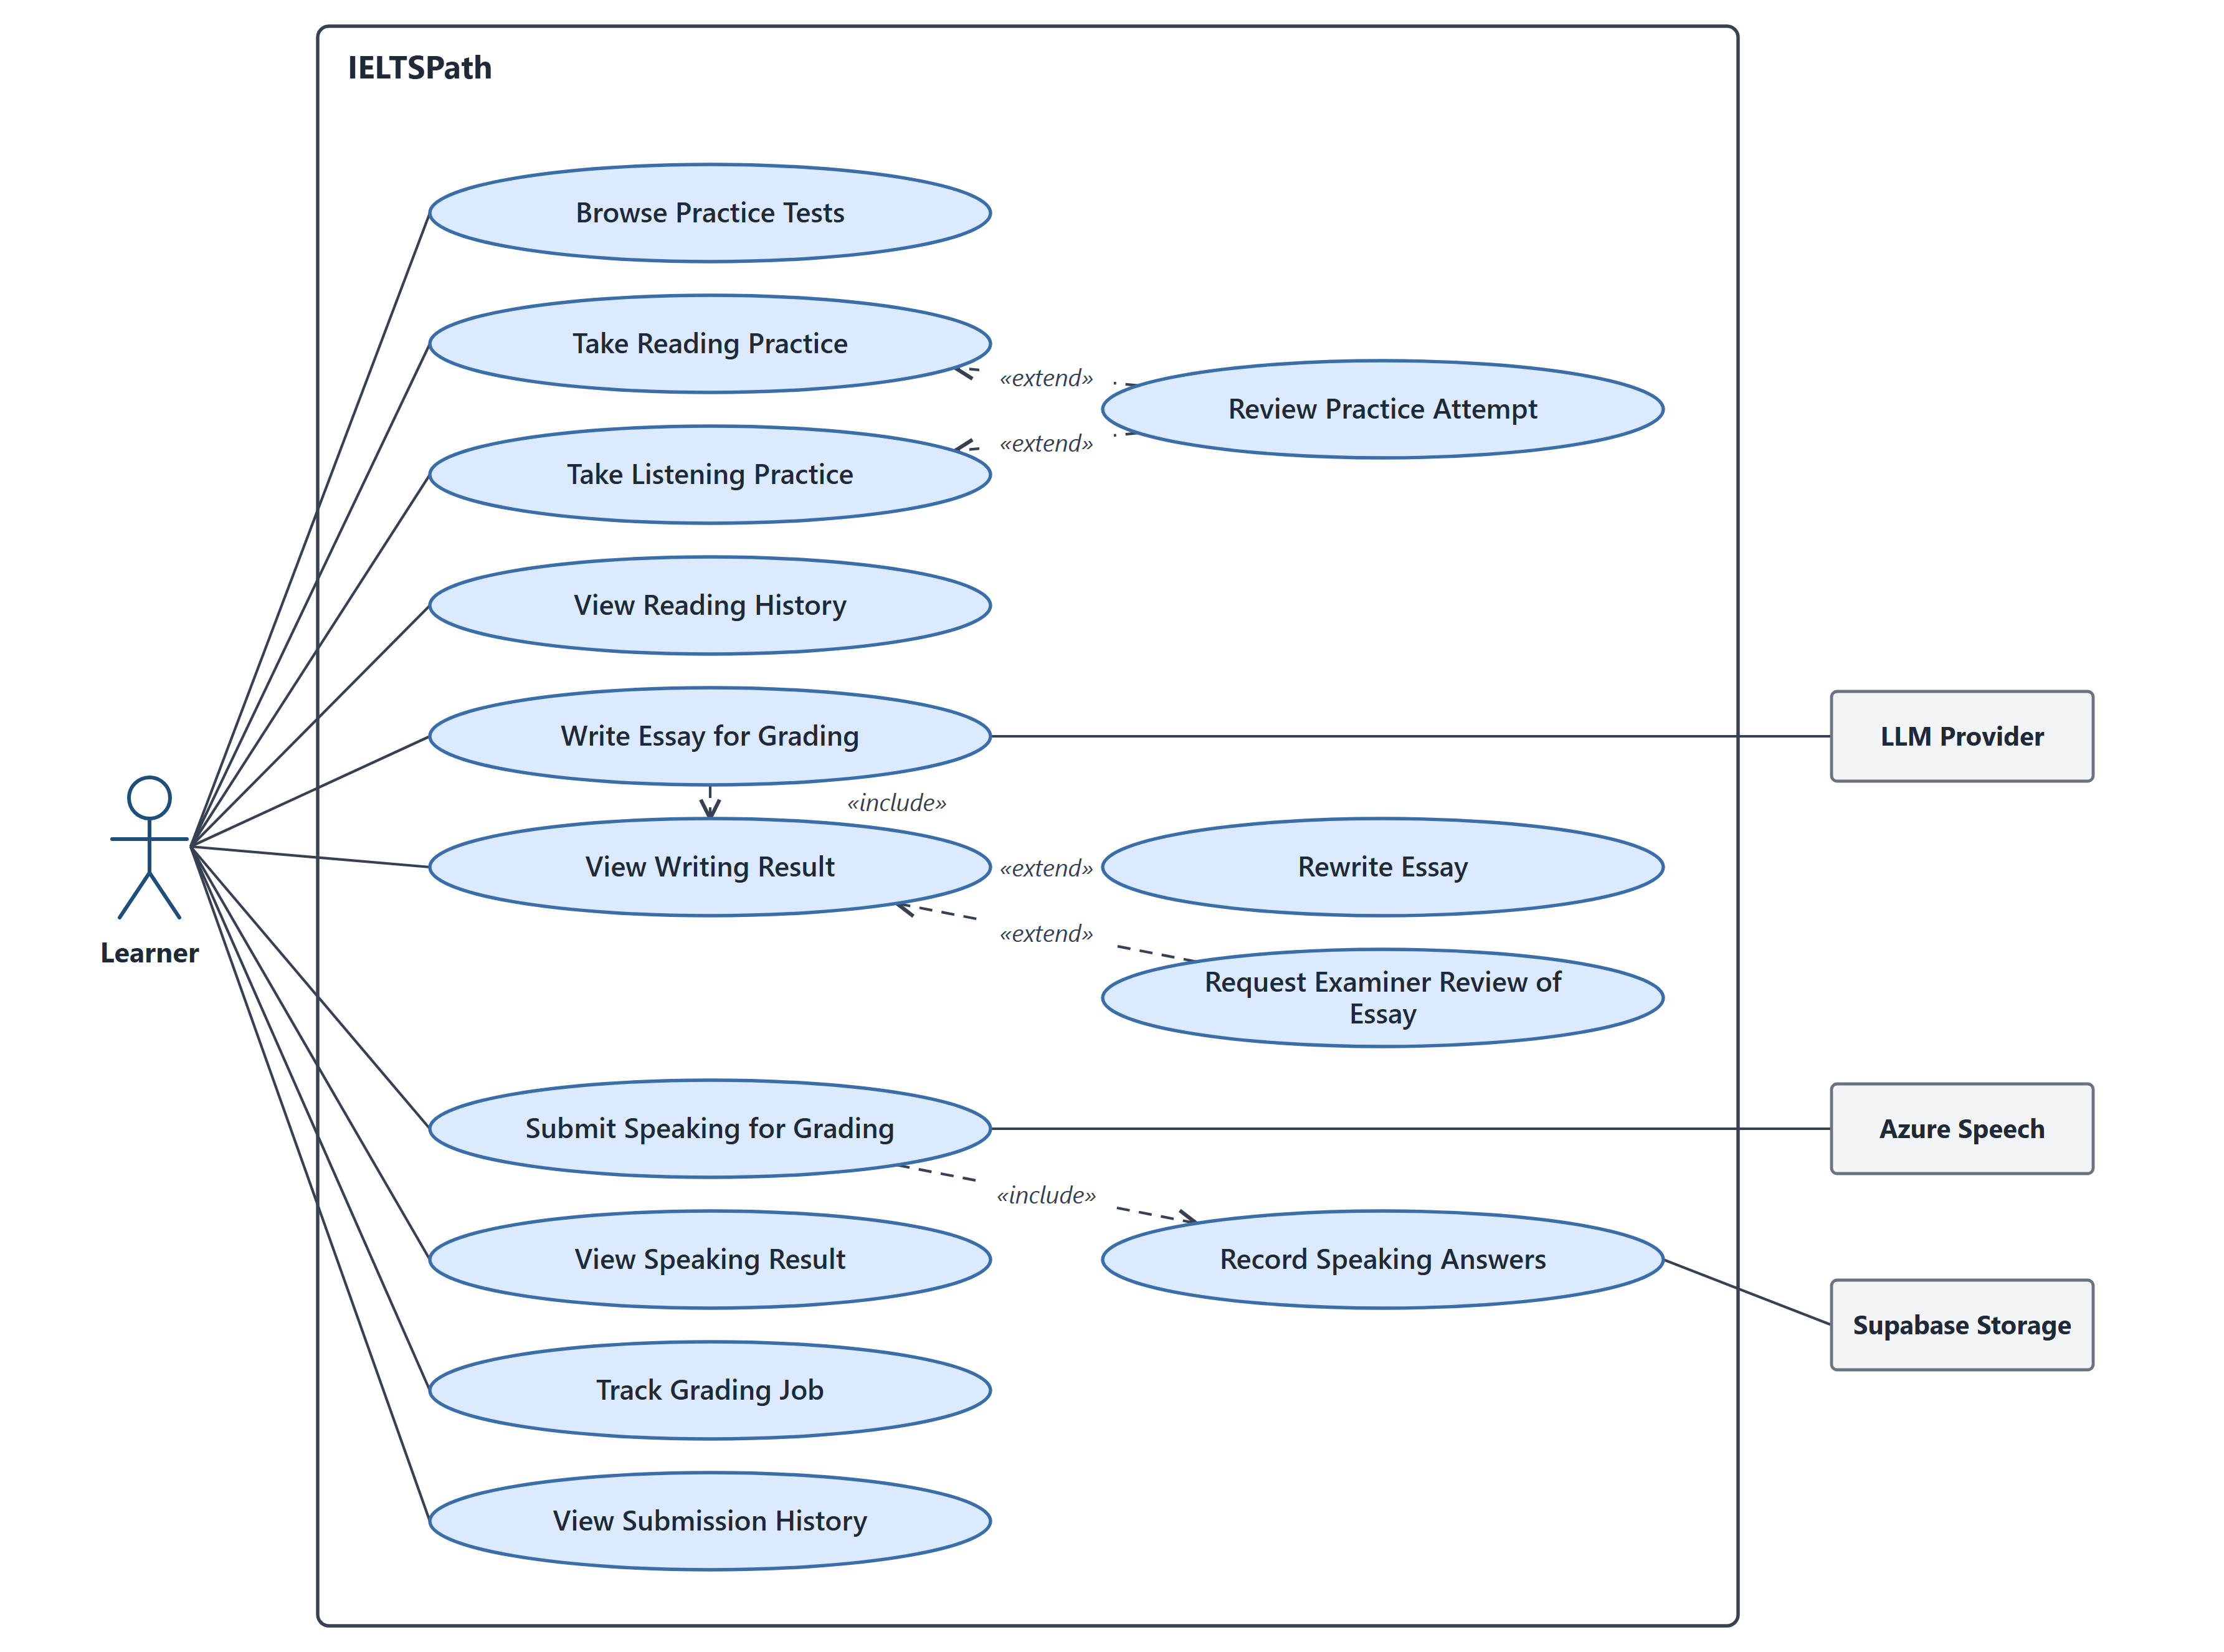 IELTSPath
Browse Practice Tests
Take Reading Practice
«extend»
Review Practice Attempt
«extend»
Take Listening Practice
View Reading History
Write Essay for Grading
LLM Provider
«include»
View Writing Result
«extend»
Rewrite Essay
«extend»
Learner
Request Examiner Review of
Essay
Submit Speaking for Grading
Azure Speech
«include»
View Speaking Result
Record Speaking Answers
Supabase Storage
Track Grading Job
View Submission History